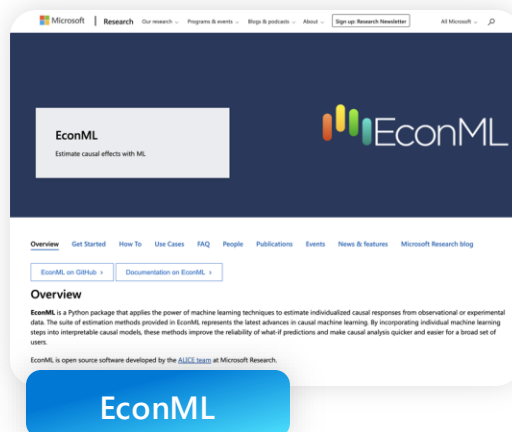 Microsoft | Research Our research Programs & events Blogs & podcasts About Sign up: Research Newsletter All Microsoft
EconML
Estimate causal effects with ML
EconML
Overview Get Started How To Use Cases FAQ People Publications Events News & features Microsoft Research blog
EconML on GitHub > Documentation on EconML >
Overview
EconML is a Python package that applies the power of machine learning techniques to estimate individualized causal responses from observational or experimental
data. The suite of estimation methods provided in EconML represents the latest advances in causal machine learning. By incorporating individual machine learning
steps into interpretable causal models, these methods improve the reliability of what-if predictions and make causal analysis quicker and easier for a broad set of
users.
EconML is open source software developed by the ALICE team at Microsoft Research.
EconML